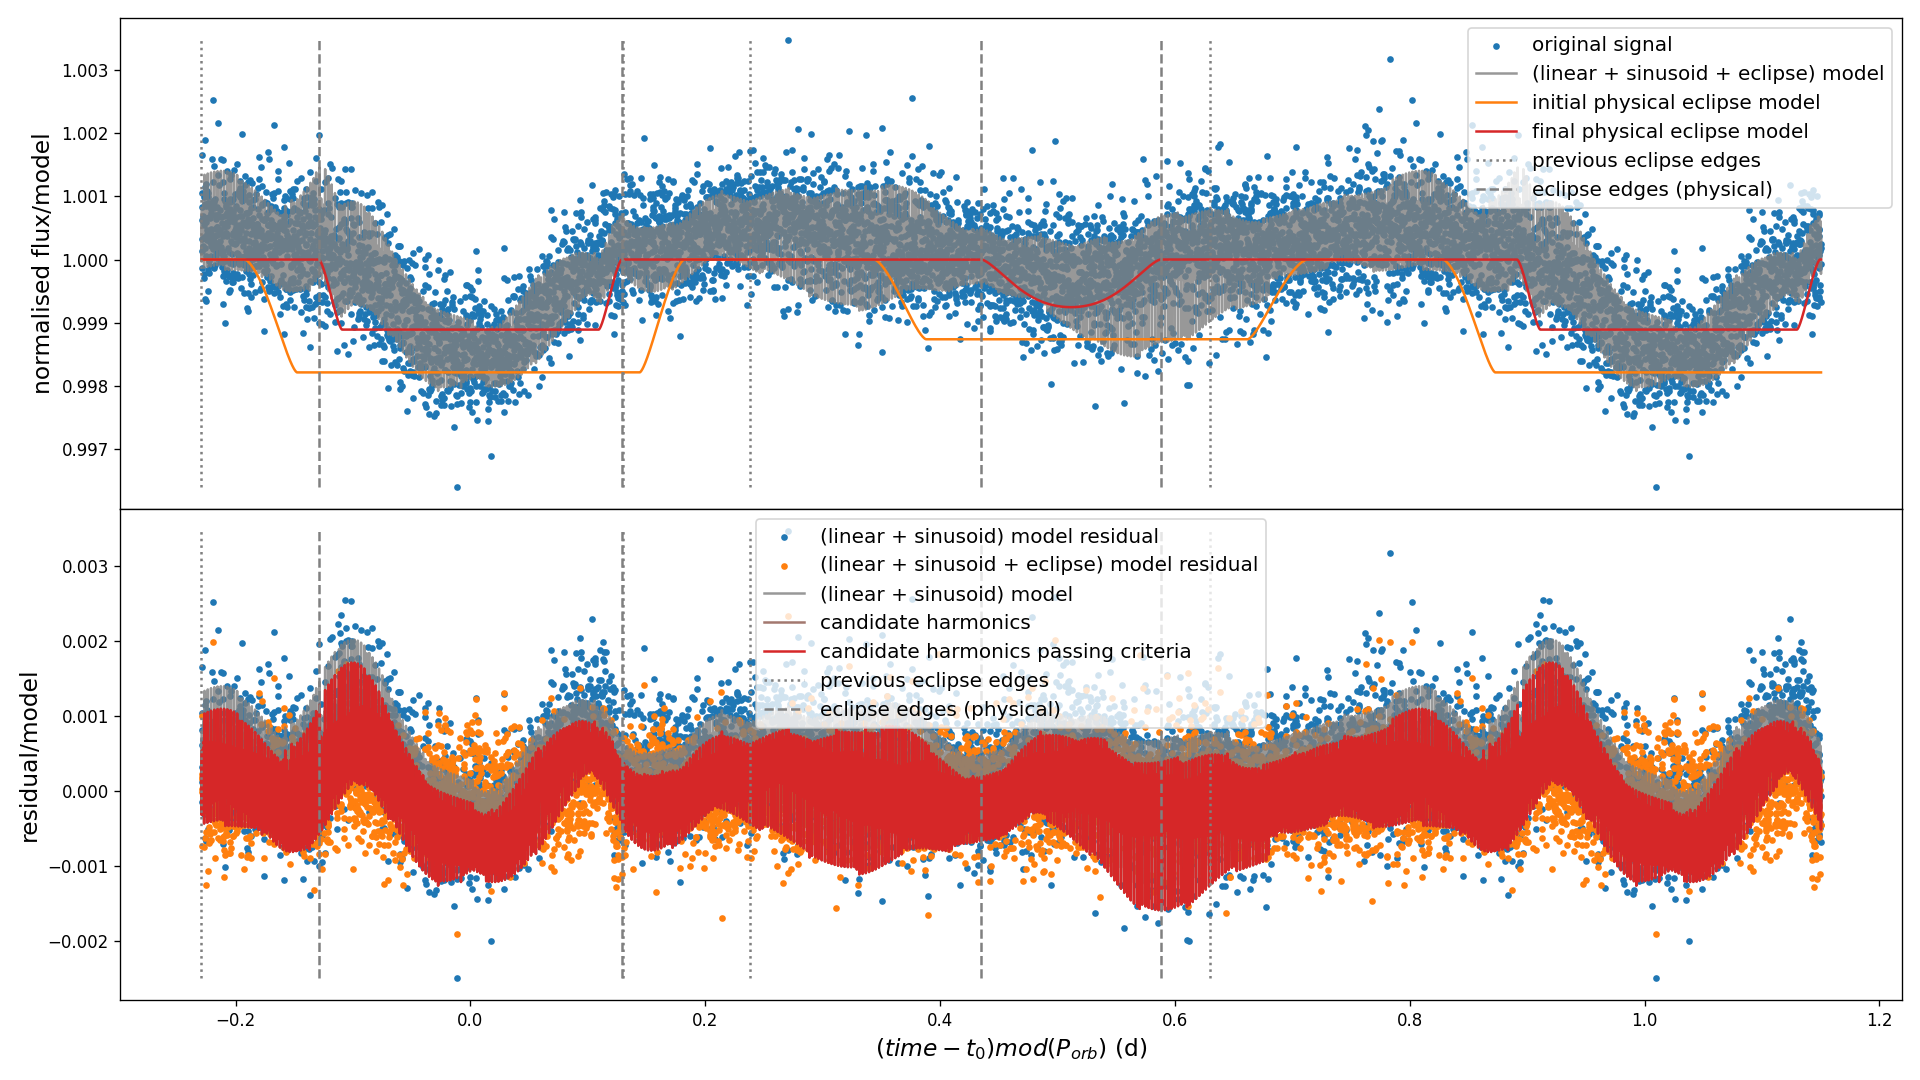 original signal
(linear + sinusoid + eclipse) model
initial physical eclipse model
final physical eclipse model
previous eclipse edges
eclipse edges (physical)
normalised flux/model
1.003
1.002
1.001
1.000
0.999
0.998
0.997
(linear + sinusoid) model residual
(linear + sinusoid + eclipse) model residual
(linear + sinusoid) model
candidate harmonics
candidate harmonics passing criteria
previous eclipse edges
eclipse edges (physical)
residual/model
0.003
0.002
0.001
0.000
−0.001
−0.002
−0.2 0.0 0.2 0.4 0.6 0.8 1.0 1.2
(time − t₀)mod(Pₒᵣb) (d)